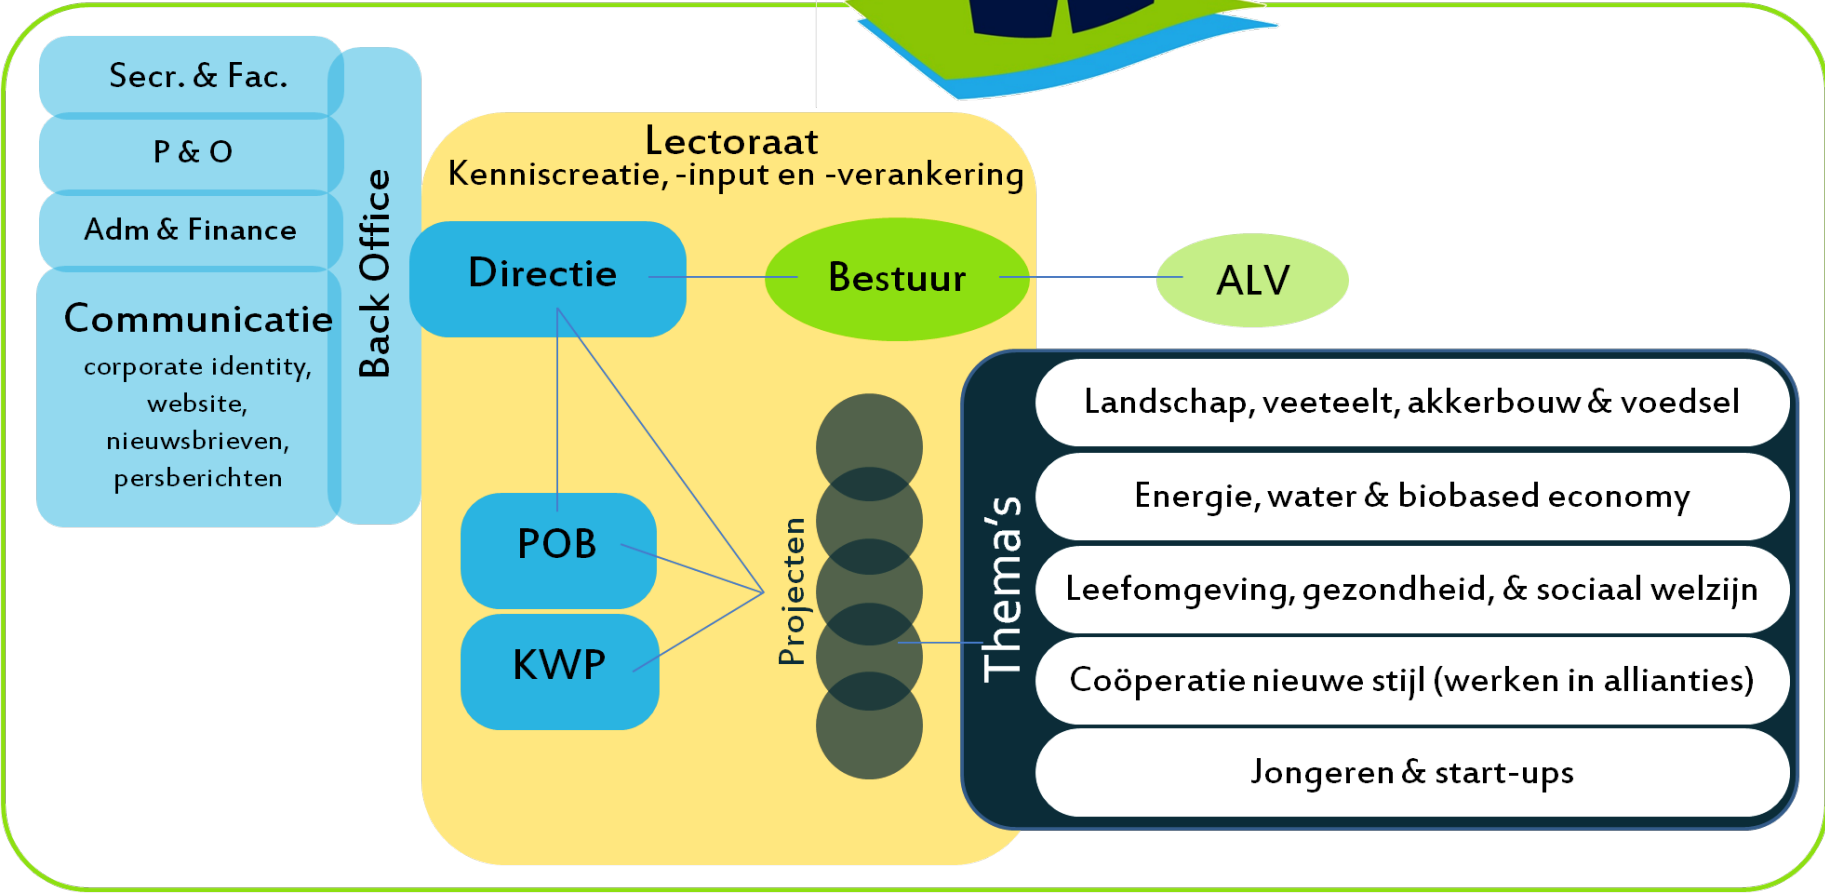 Secr. & Fac.
P & O
Adm & Finance
Communicatie
corporate identity,
website,
nieuwsbrieven,
persberichten
Back Office
Lectoraat
Kenniscreatie, -input en -verankering
Directie
Bestuur
ALV
POB
KWP
Projecten
Thema's
Landschap, veeteelt, akkerbouw & voedsel
Energie, water & biobased economy
Leefomgeving, gezondheid, & sociaal welzijn
Coöperatie nieuwe stijl (werken in allianties)
Jongeren & start-ups